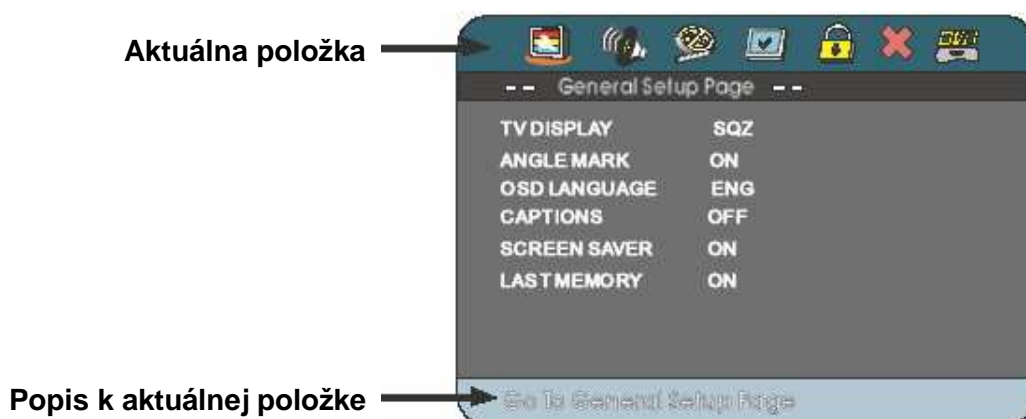 Aktuálna položka
-- General Setup Page --
TV DISPLAY SQZ
ANGLE MARK ON
OSD LANGUAGE ENG
CAPTIONS OFF
SCREEN SAVER ON
LAST MEMORY ON
Popis k aktuálnej položke
Go To General Setup Page